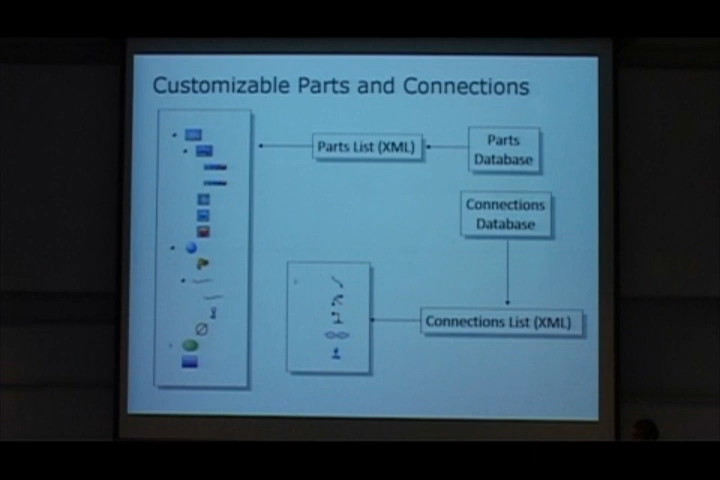 Customizable Parts and Connections
Parts List (XML)
Parts
Database
Connections
Database
Connections List (XML)